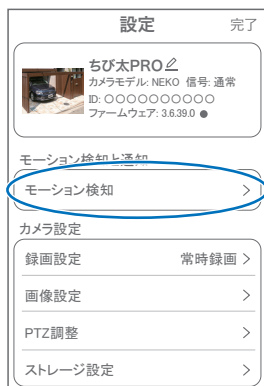 設定
完了
ちび太PRO
カメラモデル: NEKO 信号: 通常
ID: ○○○○○○○○○○
ファームウェア: 3.6.39.0 ●
モーション検知と通知
モーション検知
カメラ設定
録画設定 常時録画
画像設定
PTZ調整
ストレージ設定